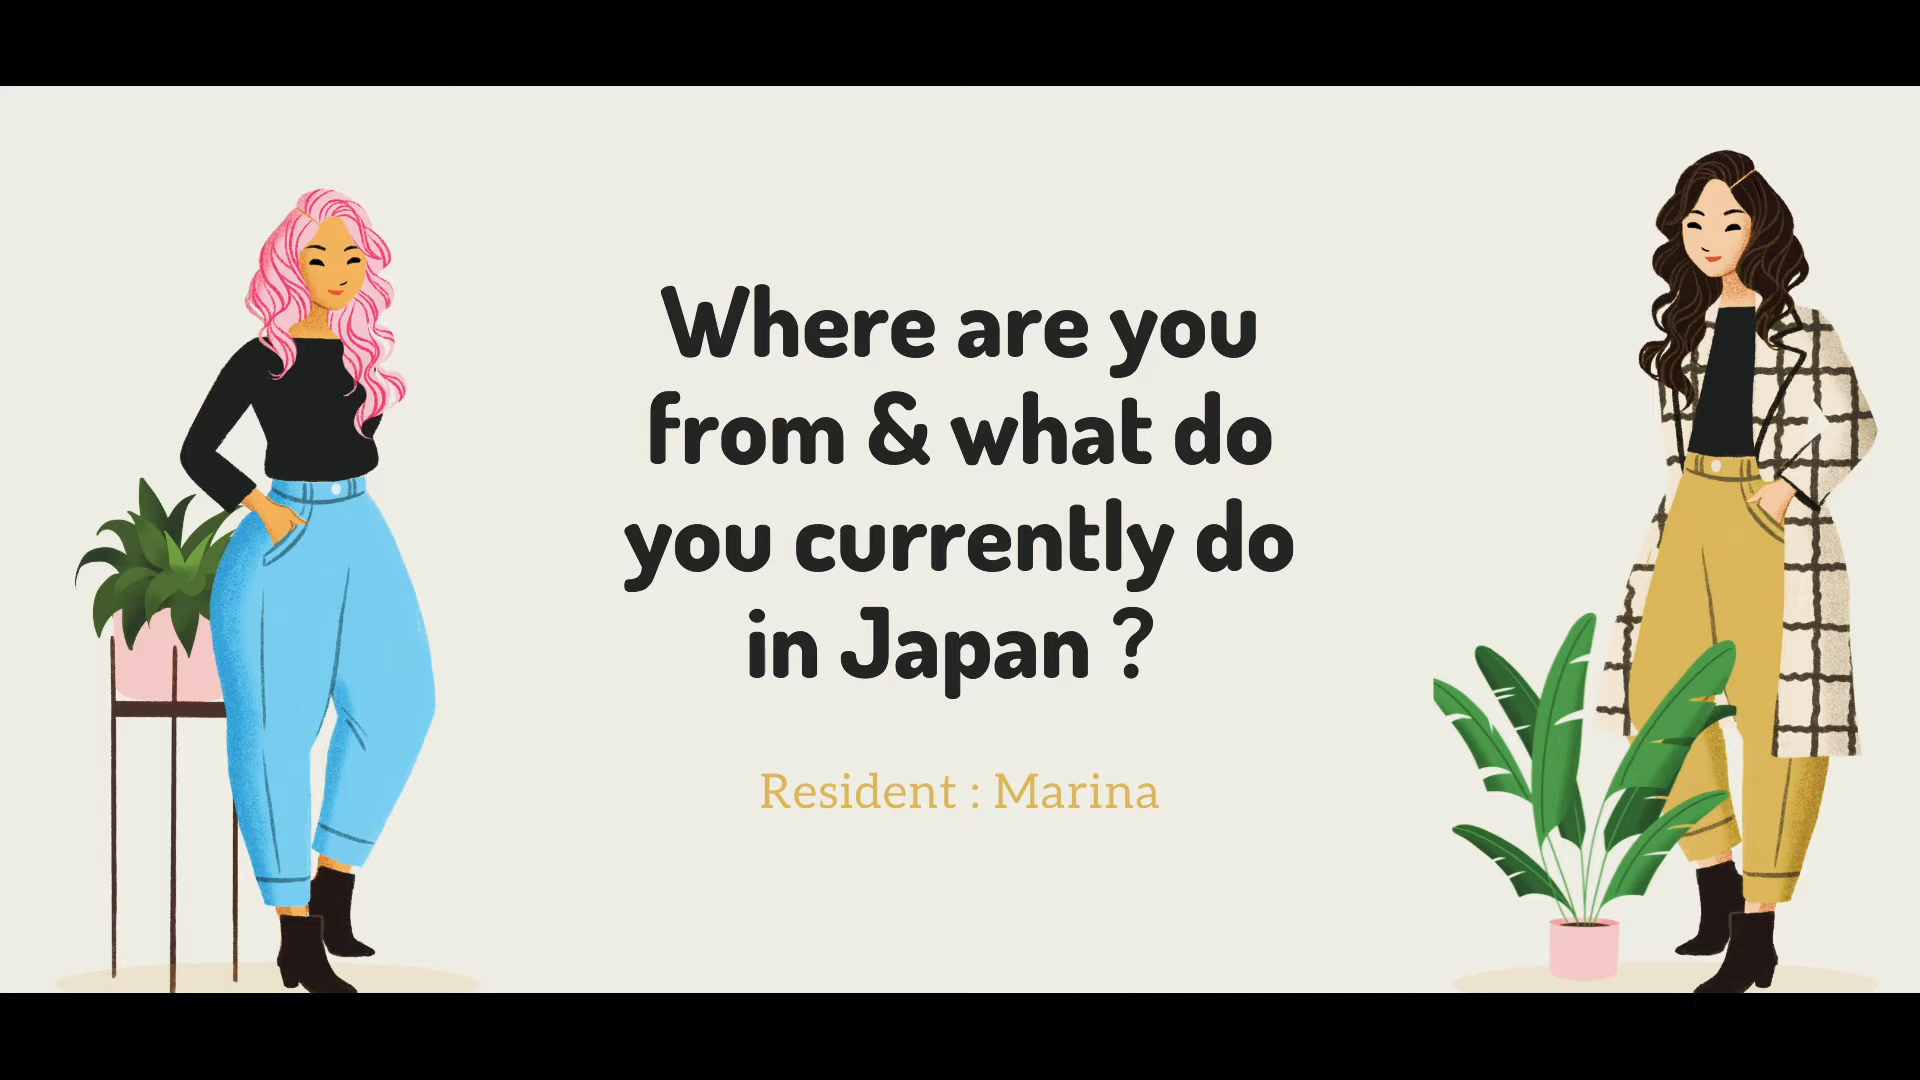 Where are you
from & what do
you currently do
in Japan ?
Resident : Marina